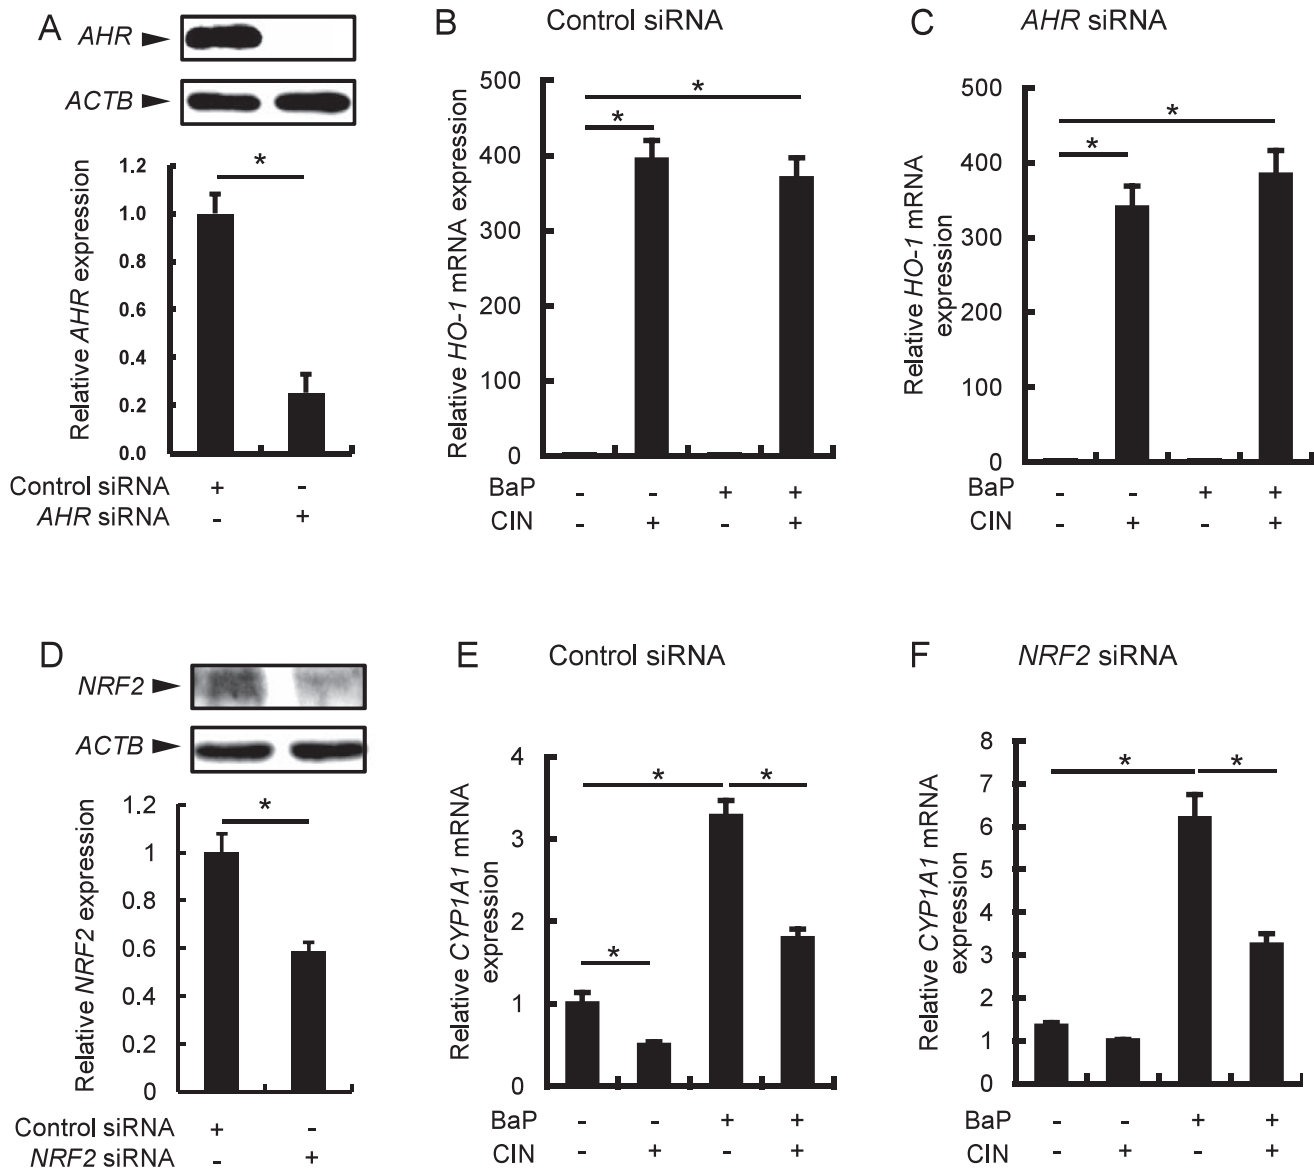 A
AHR
ACTB
*
1.2
1.0
0.8
0.6
0.4
0.2
0.0
Relative AHR expression
Control siRNA + -
AHR siRNA - +
B Control siRNA
500
400
300
200
100
0
Relative HO-1 mRNA expression
*
*
BaP - - + +
CIN - + - +
C AHR siRNA
500
400
300
200
100
0
Relative HO-1 mRNA
expression
*
*
BaP - - + +
CIN - + - +
D
NRF2
ACTB
*
1.2
1
0.8
0.6
0.4
0.2
0
Relative NRF2 expression
Control siRNA + -
NRF2 siRNA - +
E Control siRNA
4
3
2
1
0
Relative CYP1A1 mRNA
expression
* *
*
BaP - - + +
CIN - + - +
F NRF2 siRNA
8
7
6
5
4
3
2
1
0
Relative CYP1A1 mRNA
expression
* *
BaP - - + +
CIN - + - +